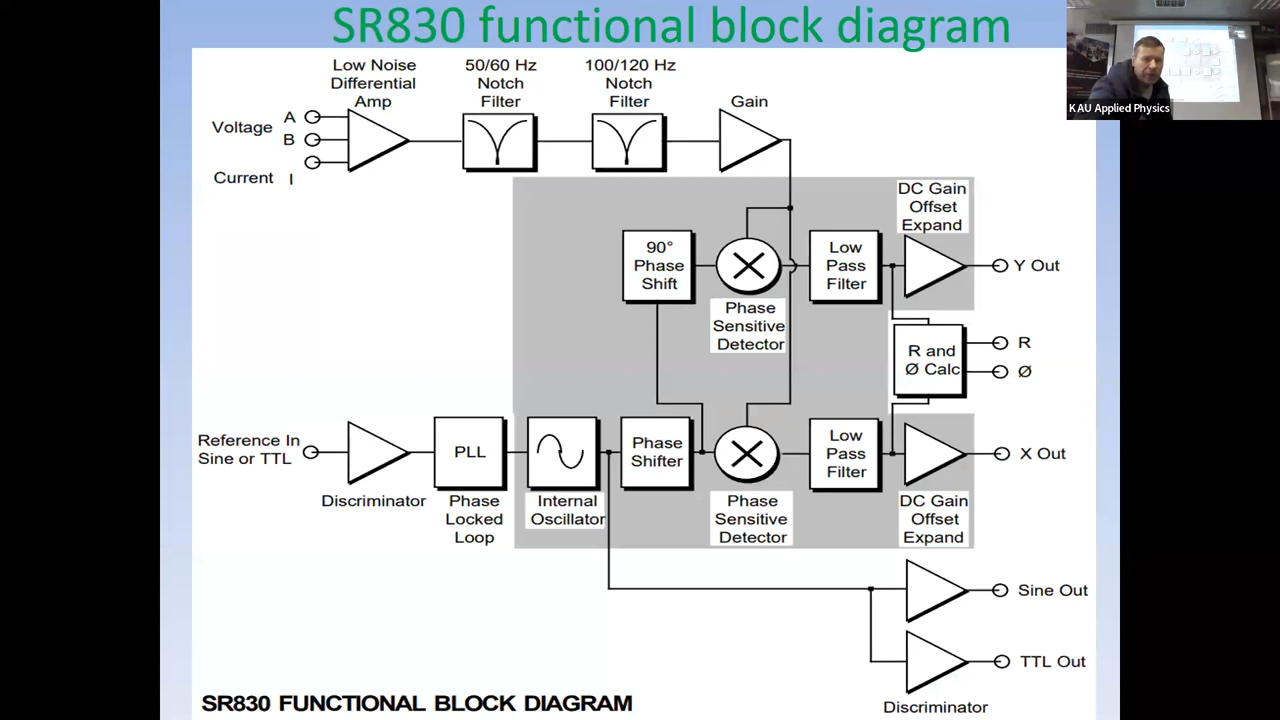 SR830 functional block diagram
KAU Applied Physics
Low Noise
Differential
Amp
50/60 Hz
Notch
Filter
100/120 Hz
Notch
Filter
Gain
Voltage
A
B
Current
I
DC Gain
Offset
Expand
90°
Phase
Shift
Low
Pass
Filter
Y Out
Phase
Sensitive
Detector
R and
Ø Calc
R
Ø
Reference In
Sine or TTL
PLL
Phase
Shifter
Low
Pass
Filter
X Out
Discriminator
Phase
Locked
Loop
Internal
Oscillator
Phase
Sensitive
Detector
DC Gain
Offset
Expand
Sine Out
TTL Out
Discriminator
SR830 FUNCTIONAL BLOCK DIAGRAM